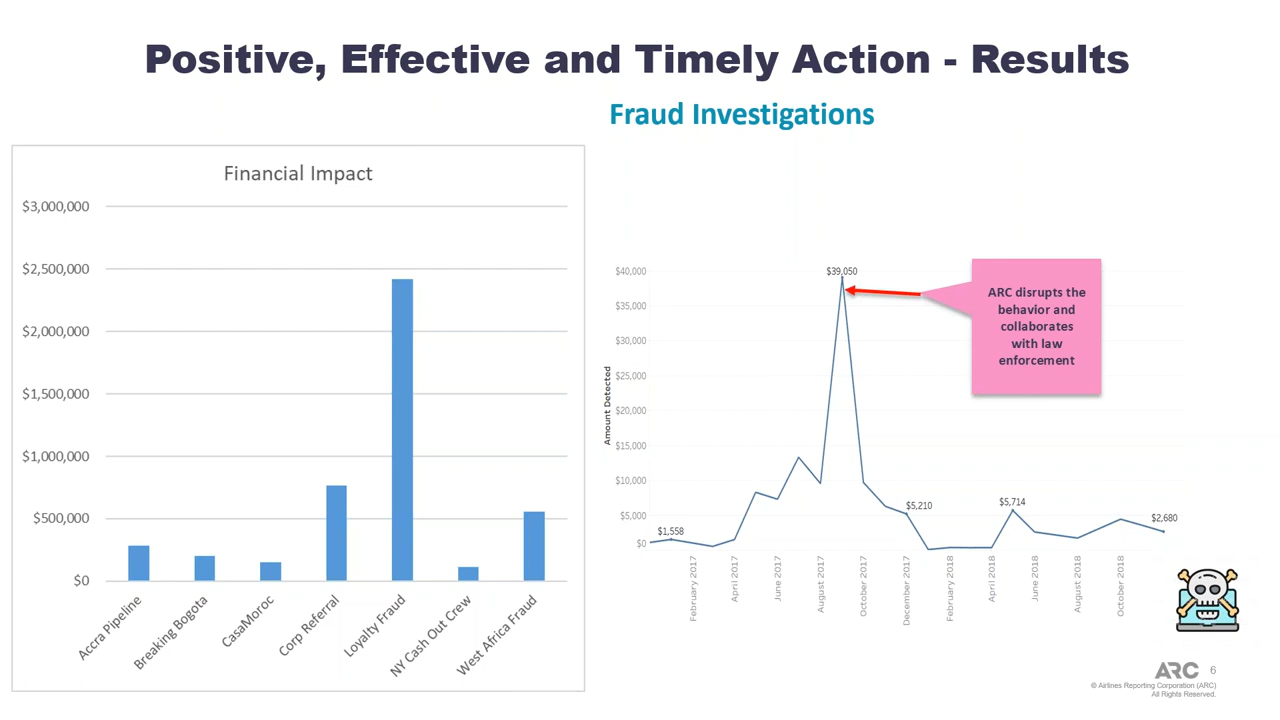 Positive, Effective and Timely Action - Results
Fraud Investigations
Financial Impact
$3,000,000
$2,500,000
$2,000,000
$1,500,000
$1,000,000
$500,000
$0
Accra Pipeline
Breaking Bogota
CasaMoroc
Corp Referral
Loyalty Fraud
NY Cash Out Crew
West Africa Fraud
Amount Detected
$40,000
$35,000
$30,000
$25,000
$20,000
$15,000
$10,000
$5,000
$0
$1,558
$39,050
$5,210
$5,714
$2,680
ARC disrupts the
behavior and
collaborates
with law
enforcement
February 2017
April 2017
June 2017
August 2017
October 2017
December 2017
February 2018
April 2018
June 2018
August 2018
October 2018
ARC 6
© Airlines Reporting Corporation (ARC)
All Rights Reserved.